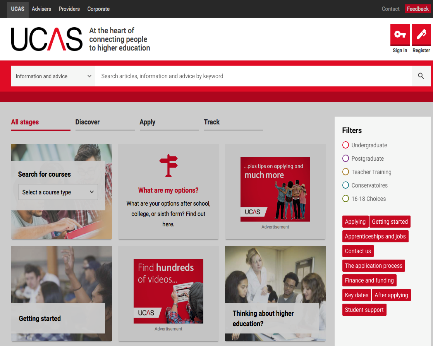 UCAS Advisers Providers Corporate
Contact Feedback
UCAS
At the heart of
connecting people
to higher education
Sign in Register
Information and advice
Search articles, information and advice by keyword
All stages Discover Apply Track
Search for courses
Select a course type
What are my options?
What are your options after school,
college, or sixth form? Find out
here.
...plus tips on applying and
much more
UCAS
Advertisement
Getting started
Find hundreds
of videos...
UCAS
Advertisement
Thinking about higher
education?
Filters
Undergraduate
Postgraduate
Teacher Training
Conservatoires
16-18 Choices
Applying Getting started
Apprenticeships and jobs
Contact us
The application process
Finance and funding
Key dates After applying
Student support